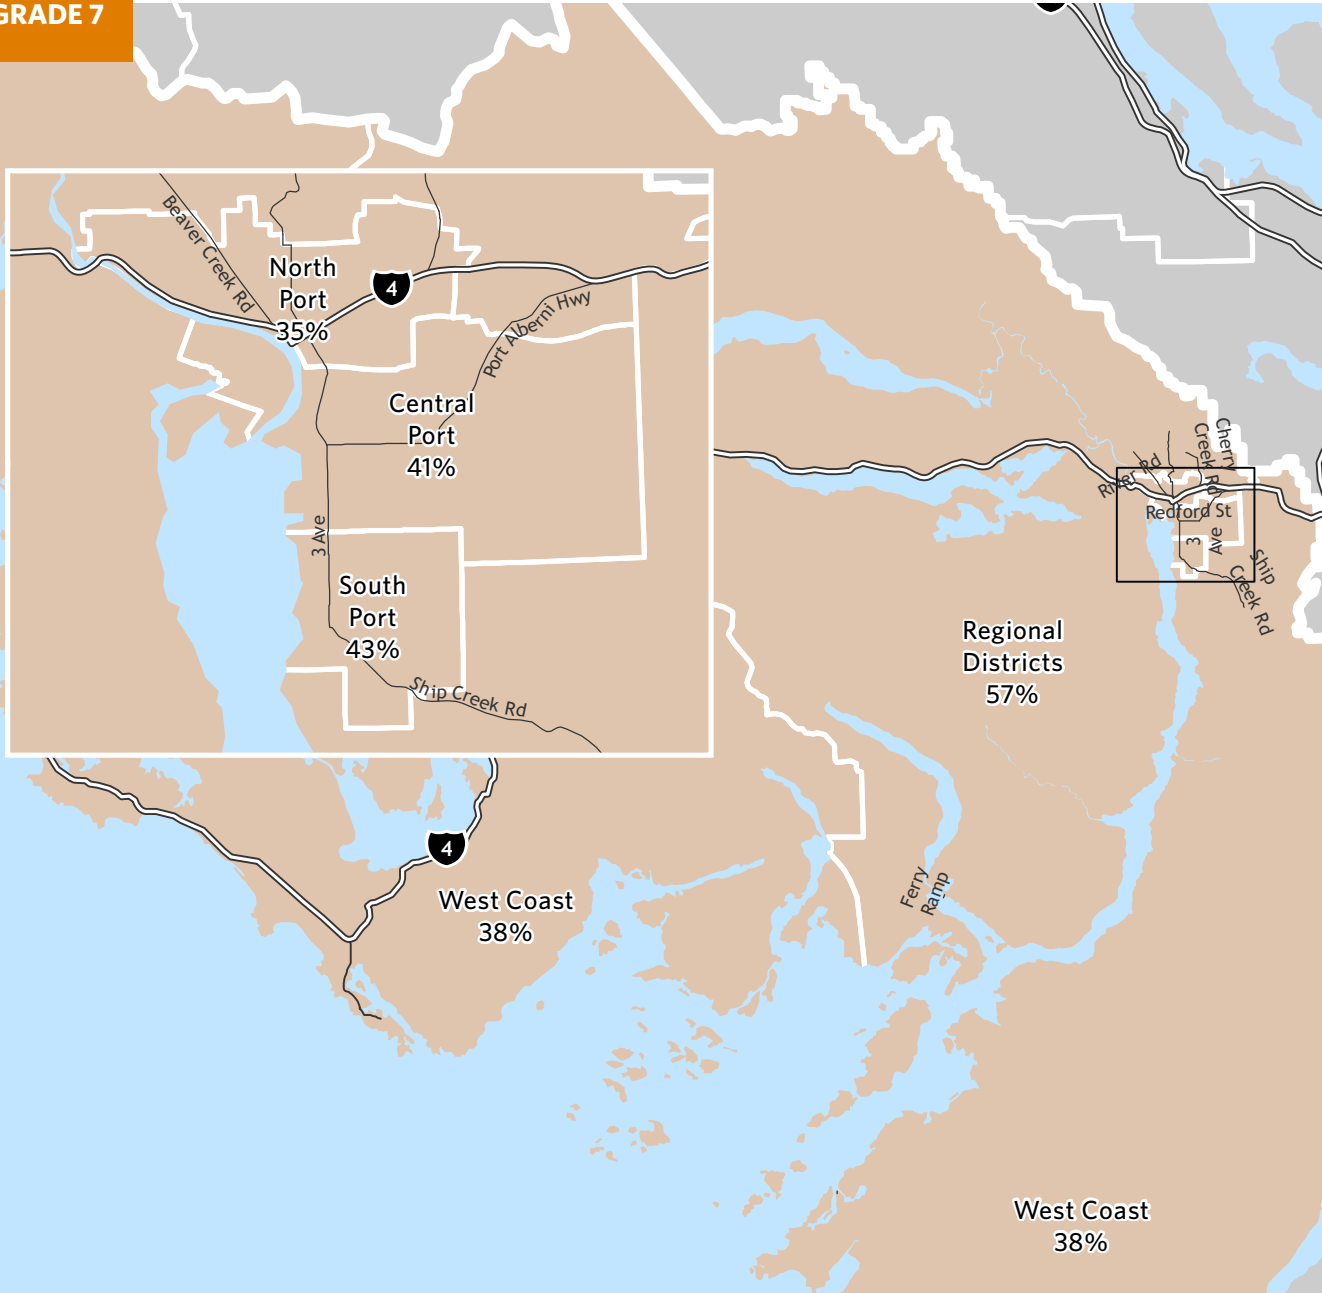 GRADE 7
Beaver Creek Rd
North
Port
35%
4
Port Alberni Hwy
Central
Port
41%
3 Ave
South
Port
43%
Ship Creek Rd
Cherry
Creek Rd
River Rd
Redford St
3
Ave
Ship
Creek Rd
Regional
Districts
57%
4
West Coast
38%
Ferry
Ramp
West Coast
38%